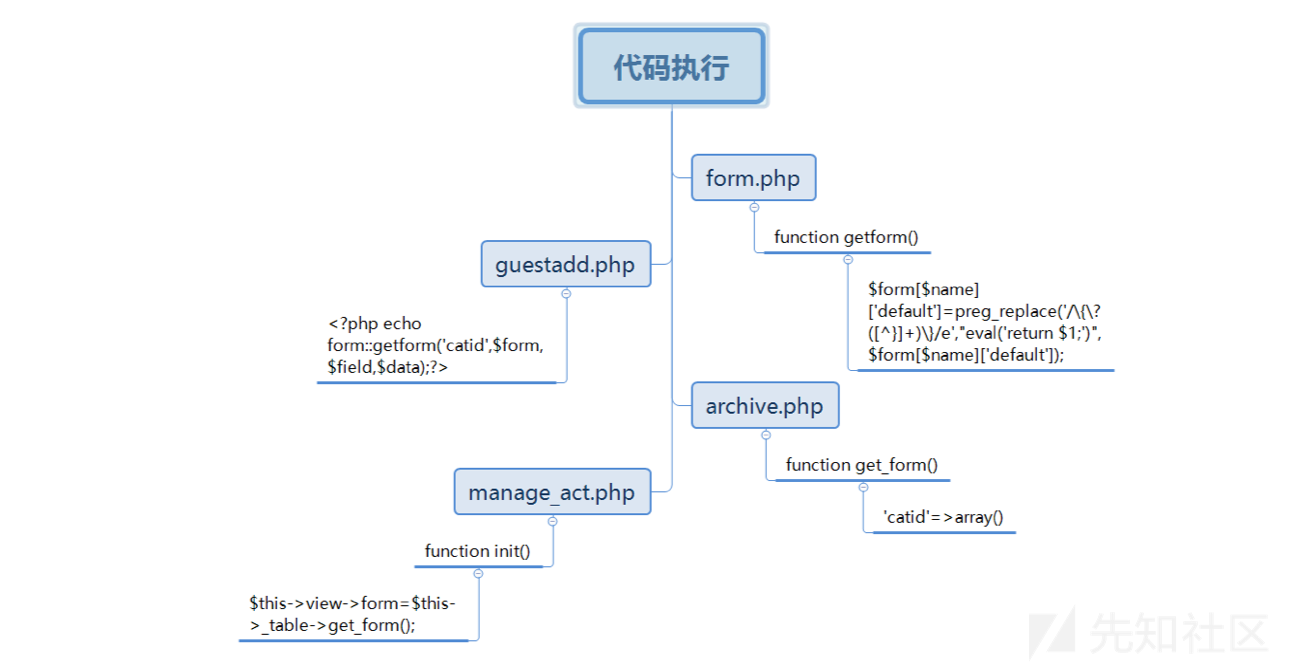 代码执行
form.php
function getform()
$form[$name]
['default']=preg_replace('/\{\?
([^}]+)\}/e',"eval('return $1;')",
$form[$name]['default']);
guestadd.php
<?php echo
form::getform('catid',$form,
$field,$data);?>
archive.php
function get_form()
'catid'=>array()
manage_act.php
function init()
$this->view->form=$this-
>_table->get_form();
先知社区